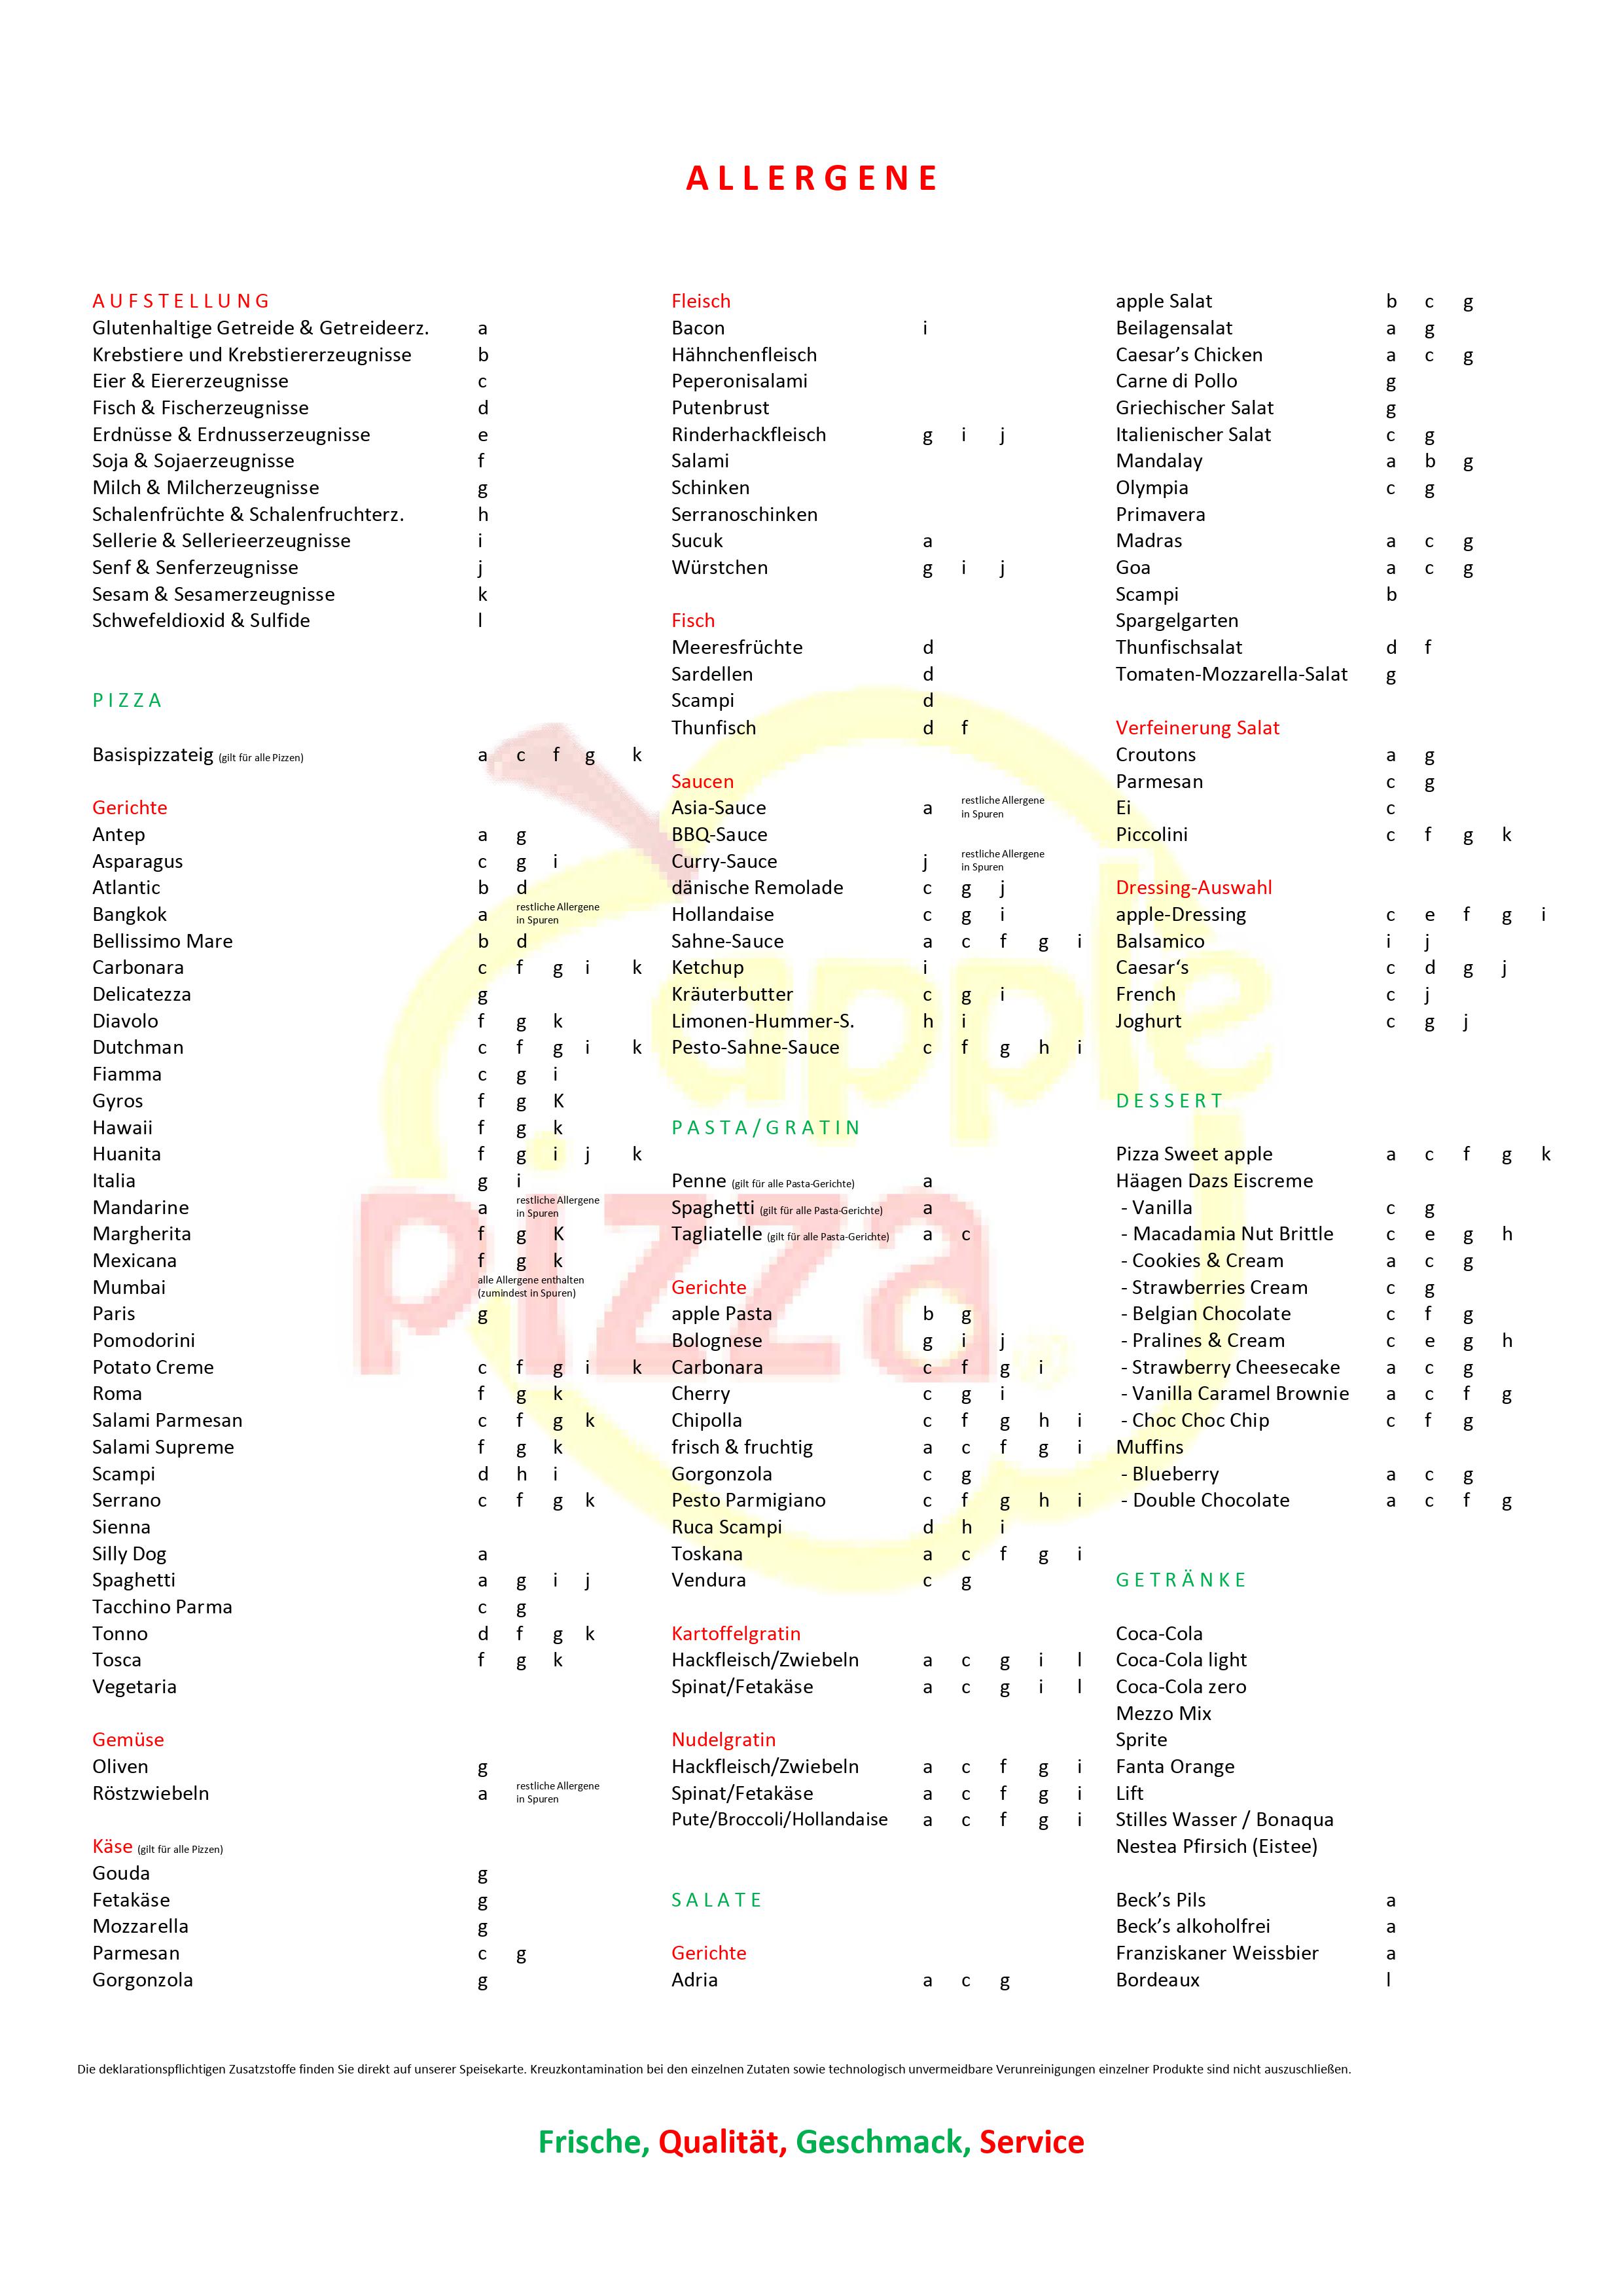 ALLERGENE
AUFSTELLUNG
Glutenhaltige Getreide & Getreideerz. a
Krebstiere und Krebstiererzeugnisse b
Eier & Eiererzeugnisse c
Fisch & Fischerzeugnisse d
Erdnüsse & Erdnusserzeugnisse e
Soja & Sojaerzeugnisse f
Milch & Milcherzeugnisse g
Schalenfrüchte & Schalenfruchterz. h
Sellerie & Sellerieerzeugnisse i
Senf & Senferzeugnisse j
Sesam & Sesamerzeugnisse k
Schwefeldioxid & Sulfide l
PIZZA
Basispizzateig (gilt für alle Pizzen) a c f g k
Gerichte
Antep a g
Asparagus c g i
Atlantic b d
Bangkok a restliche Allergene
in Spuren
Bellissimo Mare b d
Carbonara c f g i k
Delicatezza g
Diavolo f g k
Dutchman c f g i k
Fiamma c g i
Gyros f g K
Hawaii f g k
Huanita f g i j k
Italia g i
Mandarine a restliche Allergene
in Spuren
Margherita f g K
Mexicana f g k
Mumbai alle Allergene enthalten
(zumindest in Spuren)
Paris g
Pomodorini
Potato Creme c f g i k
Roma f g k
Salami Parmesan c f g k
Salami Supreme f g k
Scampi d h i
Serrano c f g k
Sienna
Silly Dog a
Spaghetti a g i j
Tacchino Parma c g
Tonno d f g k
Tosca f g k
Vegetaria
Gemüse
Oliven g
Röstzwiebeln a restliche Allergene
in Spuren
Käse (gilt für alle Pizzen)
Gouda g
Fetakäse g
Mozzarella g
Parmesan c g
Gorgonzola g
Fleisch
Bacon i
Hähnchenfleisch
Peperonisalami
Putenbrust
Rinderhackfleisch g i j
Salami
Schinken
Serranoschinken
Sucuk a
Würstchen g i j
Fisch
Meeresfrüchte d
Sardellen d
Scampi d
Thunfisch d f
Saucen
Asia-Sauce a restliche Allergene
in Spuren
BBQ-Sauce
Curry-Sauce j restliche Allergene
in Spuren
dänische Remolade c g j
Hollandaise c g i
Sahne-Sauce a c f g i
Ketchup i
Kräuterbutter c g i
Limonen-Hummer-S. h i
Pesto-Sahne-Sauce c f g h i
PASTA/GRATIN
Penne (gilt für alle Pasta-Gerichte) a
Spaghetti (gilt für alle Pasta-Gerichte) a
Tagliatelle (gilt für alle Pasta-Gerichte) a c
Gerichte
apple Pasta b g
Bolognese g i j
Carbonara c f g i
Cherry c g i
Chipolla c f g h i
frisch & fruchtig a c f g i
Gorgonzola c g
Pesto Parmigiano c f g h i
Ruca Scampi d h i
Toskana a c f g i
Vendura c g
Kartoffelgratin
Hackfleisch/Zwiebeln a c g i l
Spinat/Fetakäse a c g i l
Nudelgratin
Hackfleisch/Zwiebeln a c f g i
Spinat/Fetakäse a c f g i
Pute/Broccoli/Hollandaise a c f g i
SALATE
Gerichte
Adria a c g
apple Salat b c g
Beilagensalat a g
Caesar’s Chicken a c g
Carne di Pollo g
Griechischer Salat g
Italienischer Salat c g
Mandalay a b g
Olympia c g
Primavera
Madras a c g
Goa a c g
Scampi b
Spargelgarten
Thunfischsalat d f
Tomaten-Mozzarella-Salat g
Verfeinerung Salat
Croutons a g
Parmesan c g
Ei c
Piccolini c f g k
Dressing-Auswahl
apple-Dressing c e f g i
Balsamico i j
Caesar‘s c d g j
French c j
Joghurt c g j
DESSERT
Pizza Sweet apple a c f g k
Häagen Dazs Eiscreme
- Vanilla c g
- Macadamia Nut Brittle c e g h
- Cookies & Cream a c g
- Strawberries Cream c g
- Belgian Chocolate c f g
- Pralines & Cream c e g h
- Strawberry Cheesecake a c g
- Vanilla Caramel Brownie a c f g
- Choc Choc Chip c f g
Muffins
- Blueberry a c g
- Double Chocolate a c f g
GETRÄNKE
Coca-Cola
Coca-Cola light
Coca-Cola zero
Mezzo Mix
Sprite
Fanta Orange
Lift
Stilles Wasser / Bonaqua
Nestea Pfirsich (Eistee)
Beck’s Pils a
Beck’s alkoholfrei a
Franziskaner Weissbier a
Bordeaux l
apple
pizza
®
Die deklarationspflichtigen Zusatzstoffe finden Sie direkt auf unserer Speisekarte. Kreuzkontamination bei den einzelnen Zutaten sowie technologisch unvermeidbare Verunreinigungen einzelner Produkte sind nicht auszuschließen.
Frische, Qualität, Geschmack, Service